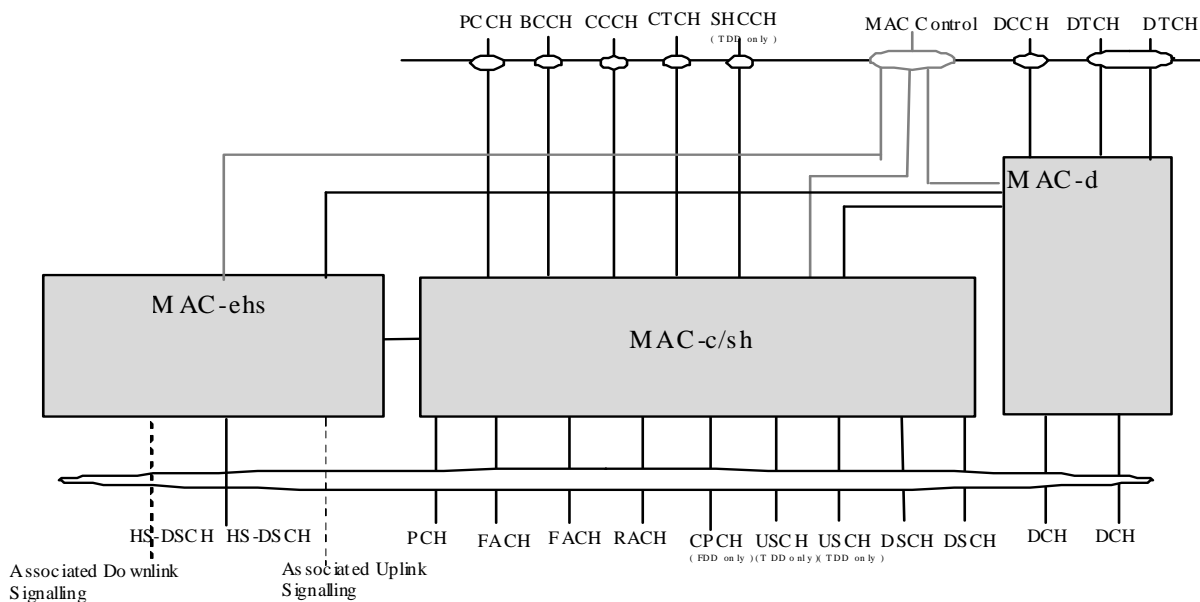 PCCH BCCH CCCH CTCH SHCCH MAC Control DCCH DTCH DTCH
( TDD only )
MAC-d
MAC-ehs
MAC-c/sh
HS-DSCH HS-DSCH PCH FACH FACH RACH CPCH USCH USCH DSCH DSCH DCH DCH
( FDD only ) ( TDD only ) ( TDD only )
Associated Downlink
Signalling
Associated Uplink
Signalling